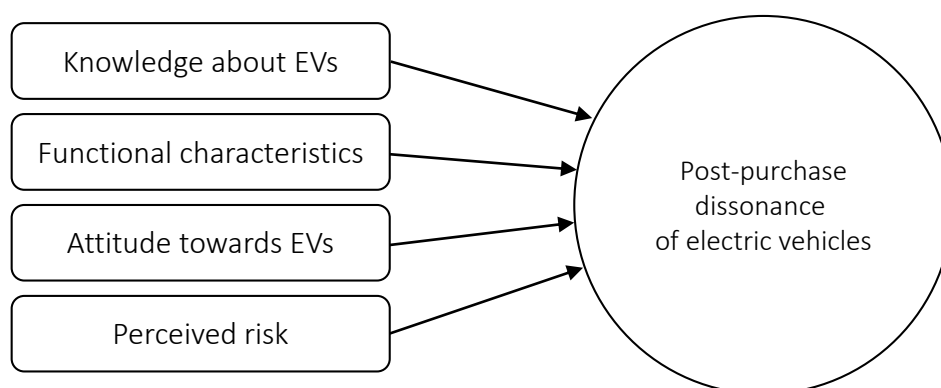 Knowledge about EVs
Functional characteristics
Attitude towards EVs
Perceived risk
Post-purchase
dissonance
of electric vehicles